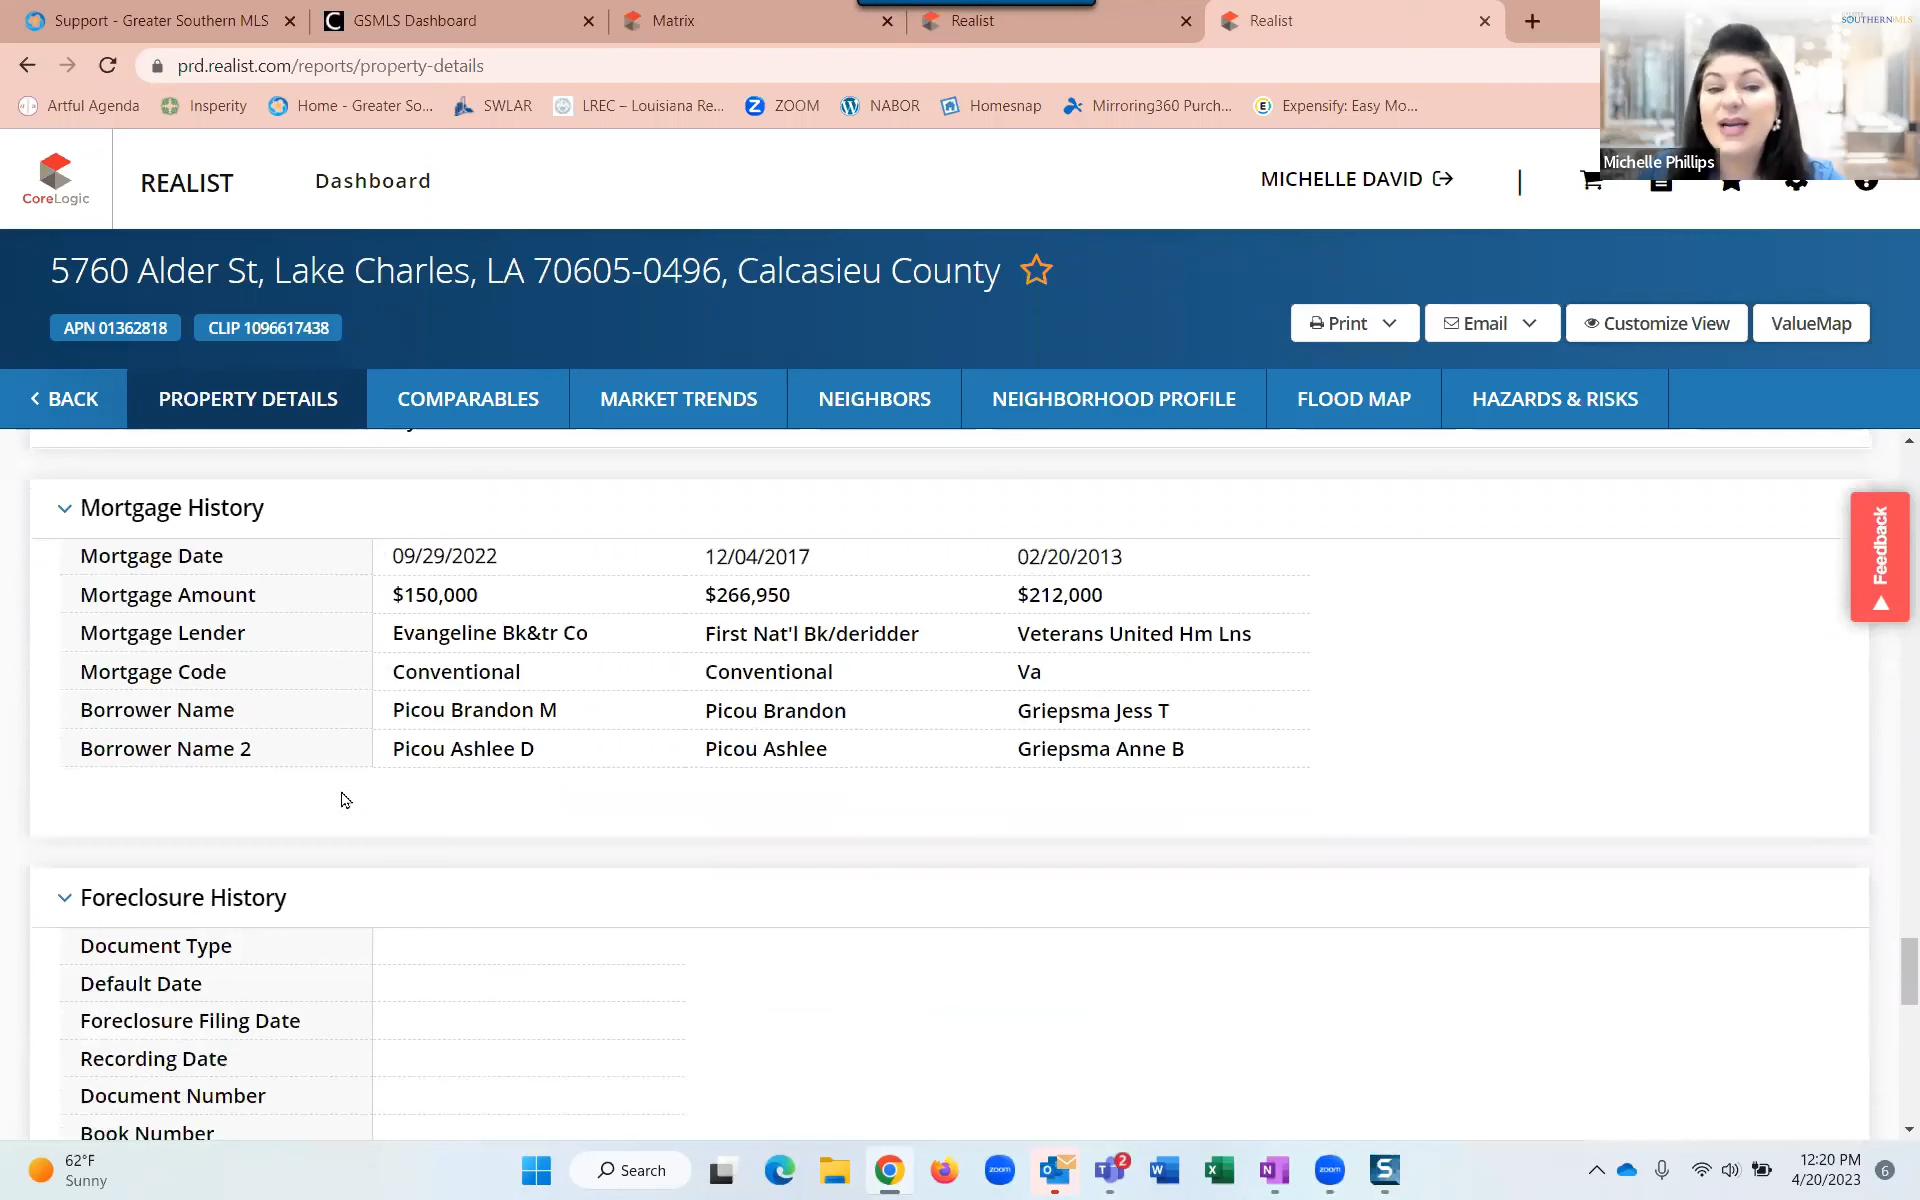 Support - Greater Southern MLS
GSMLS Dashboard
Matrix
Realist
Realist
prd.realist.com/reports/property-details
Artful Agenda
Insperity
Home - Greater So...
SWLAR
LREC – Louisiana Re...
ZOOM
NABOR
Homesnap
Mirroring360 Purch...
Expensify: Easy Mo...
SOUTHERN MLS
Michelle Phillips
CoreLogic
REALIST
Dashboard
MICHELLE DAVID
5760 Alder St, Lake Charles, LA 70605-0496, Calcasieu County
APN 01362818
CLIP 1096617438
Print
Email
Customize View
ValueMap
BACK
PROPERTY DETAILS
COMPARABLES
MARKET TRENDS
NEIGHBORS
NEIGHBORHOOD PROFILE
FLOOD MAP
HAZARDS & RISKS
Mortgage History
Mortgage Date 09/29/2022 12/04/2017 02/20/2013
Mortgage Amount $150,000 $266,950 $212,000
Mortgage Lender Evangeline Bk&tr Co First Nat'l Bk/deridder Veterans United Hm Lns
Mortgage Code Conventional Conventional Va
Borrower Name Picou Brandon M Picou Brandon Griepsma Jess T
Borrower Name 2 Picou Ashlee D Picou Ashlee Griepsma Anne B
Feedback
Foreclosure History
Document Type
Default Date
Foreclosure Filing Date
Recording Date
Document Number
Book Number
62°F
Sunny
Search
zoom
2
zoom
12:20 PM
4/20/2023
6